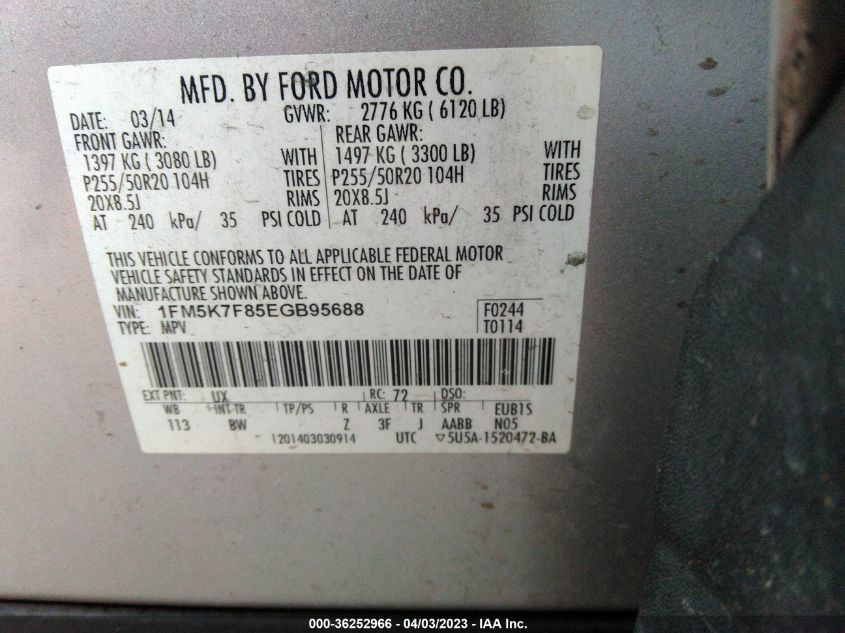 MFD. BY FORD MOTOR CO.
DATE: 03/14 GVWR: 2776 KG ( 6120 LB)
FRONT GAWR: REAR GAWR:
1397 KG ( 3080 LB) WITH 1497 KG ( 3300 LB) WITH
P255/50R20 104H TIRES P255/50R20 104H TIRES
20X8.5J RIMS 20X8.5J RIMS
AT 240 kPa/ 35 PSI COLD AT 240 kPa/ 35 PSI COLD
THIS VEHICLE CONFORMS TO ALL APPLICABLE FEDERAL MOTOR
VEHICLE SAFETY STANDARDS IN EFFECT ON THE DATE OF
MANUFACTURE SHOWN ABOVE.
VIN: 1FM5K7F85EGB95688 F0244
TYPE: MPV T0114
EXT PNT: UX RC: 72 DSO:
WB INT TR TP/PS R AXLE TR SPR EUB1S
113 BW Z 3F J AABB N05
1201403030914 UTC ▽5U5A-1520472-BA
000-36252966 - 04/03/2023 - IAA Inc.